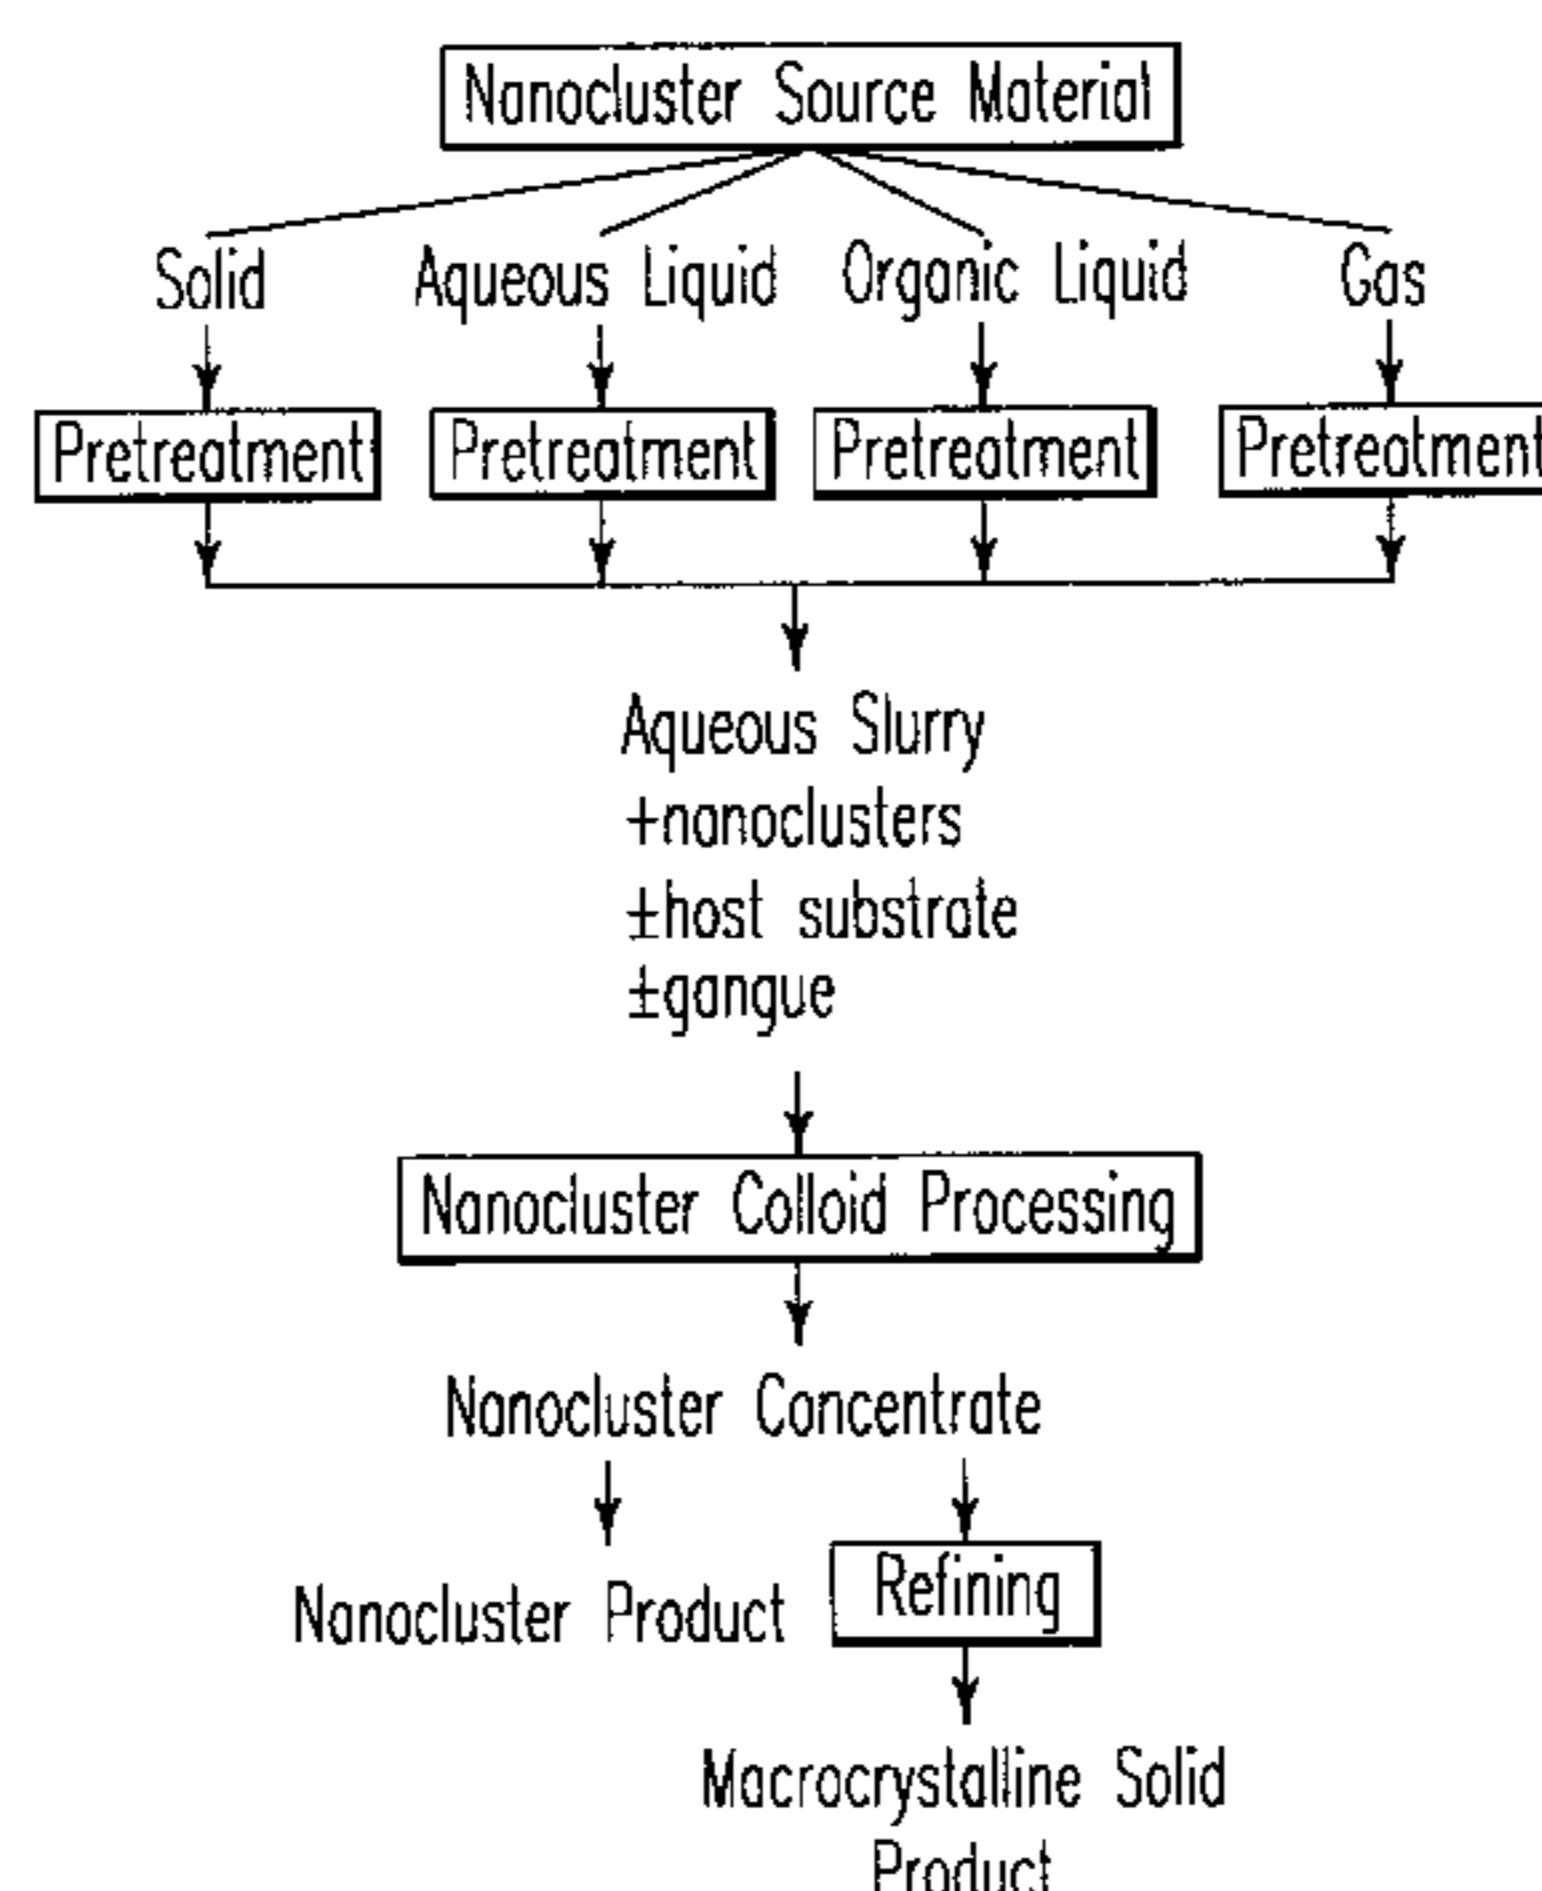 Nanocluster Source Material
Solid
Aqueous Liquid
Organic Liquid
Gas
Pretreatment
Pretreatment
Pretreatment
Pretreatment
Aqueous Slurry
+nanoclusters
±host substrate
±gangue
Nanocluster Colloid Processing
Nanocluster Concentrate
Nanocluster Product
Refining
Macrocrystalline Solid
Product